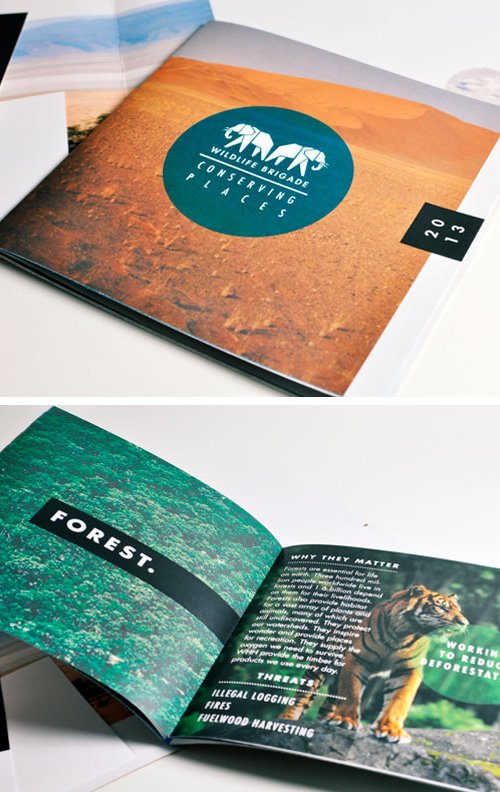 WILDLIFE BRIGADE
CONSERVING
PLACES
20
13
FOREST.
WHY THEY MATTER
Forests are essential for life
on earth. Three hundred mil-
lion people worldwide live in
forests and 1.6 billion depend
on them for their livelihoods.
Forests also provide habitat
for a vast array of plants and
animals, many of which are
still undiscovered. They protect
our watersheds. They inspire
wonder and provide places
for recreation. They supply the
oxygen we need to survive.
WHH provide the timber for
products we use every day.
THREATS
ILLEGAL LOGGING
FIRES
FUELWOOD HARVESTING
WORKING
TO REDUC
DEFORESTAT